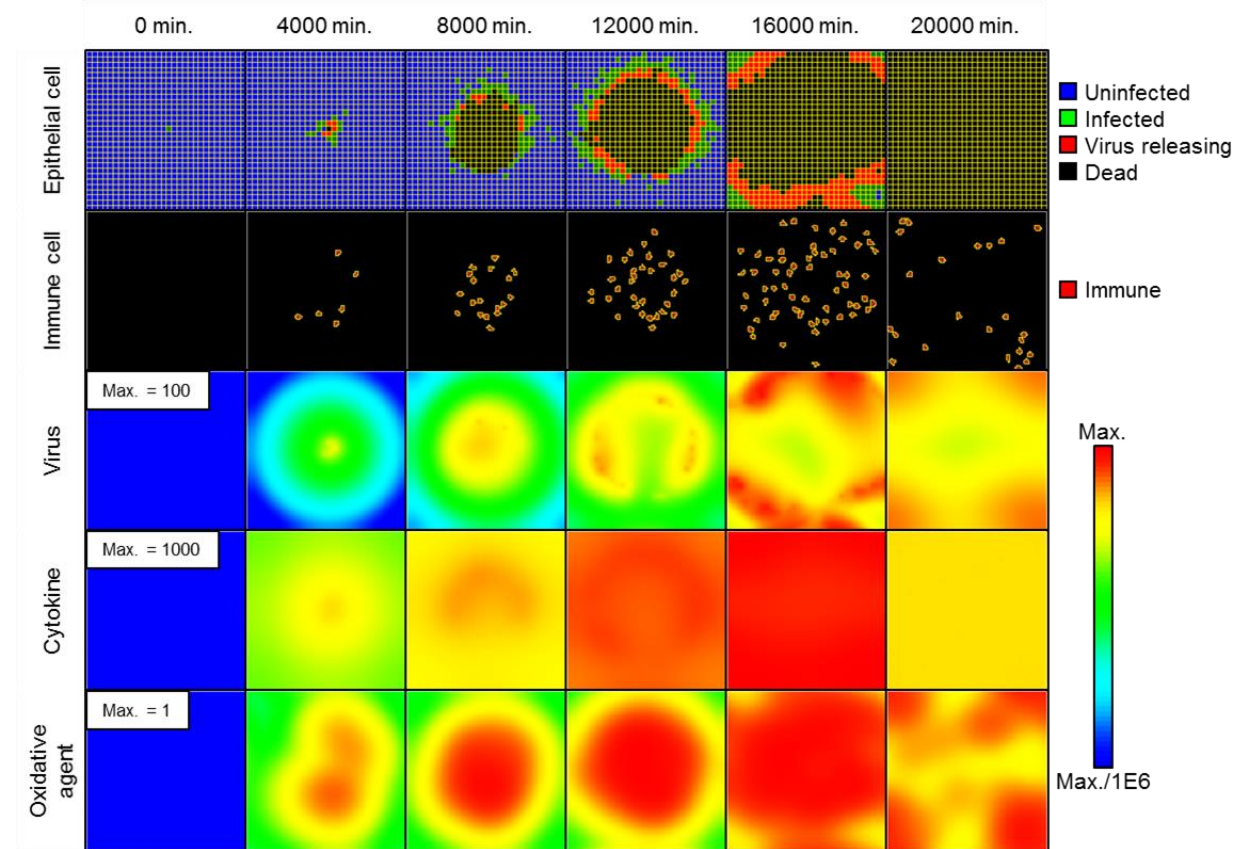 0 min.
4000 min.
8000 min.
12000 min.
16000 min.
20000 min.
Epithelial cell
Uninfected
Infected
Virus releasing
Dead
Immune cell
Immune
Virus
Max. = 100
Max.
Cytokine
Max. = 1000
Oxidative
agent
Max. = 1
Max./1E6